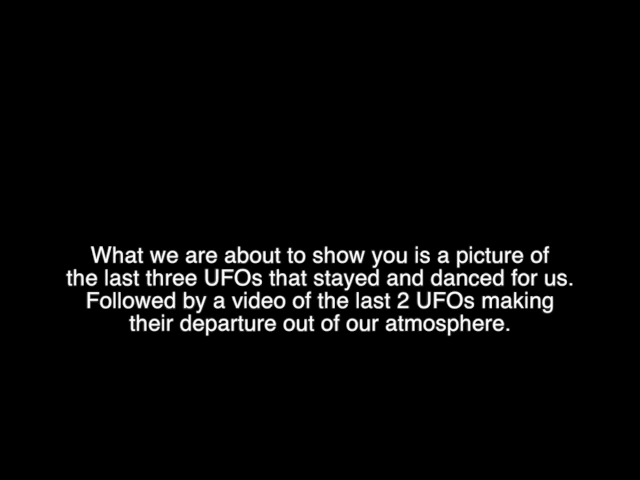 What we are about to show you is a picture of
the last three UFOs that stayed and danced for us.
Followed by a video of the last 2 UFOs making
their departure out of our atmosphere.